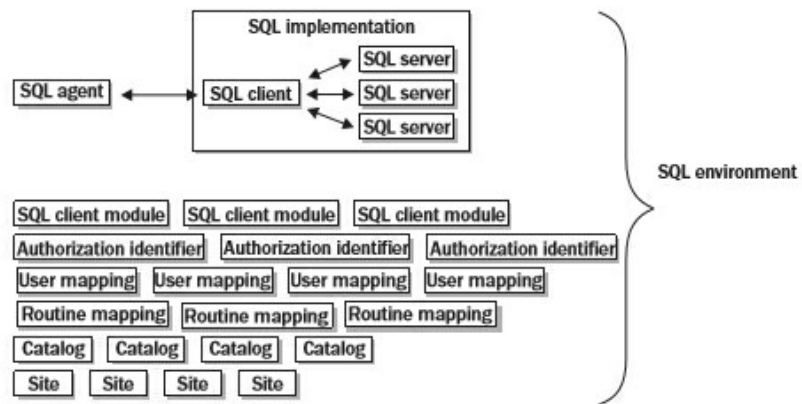 SQL implementation
SQL server
SQL agent
SQL client
SQL server
SQL server
SQL environment
SQL client module SQL client module SQL client module
Authorization identifier Authorization identifier Authorization identifier
User mapping User mapping User mapping User mapping
Routine mapping Routine mapping Routine mapping
Catalog Catalog Catalog Catalog
Site Site Site Site